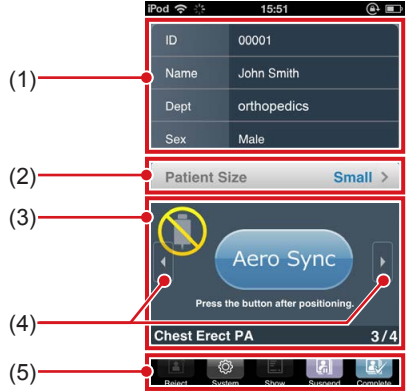 iPod 15:51
ID 00001
(1)
Name John Smith
Dept orthopedics
Sex Male
(2) Patient Size Small >
(3)
Aero Sync
Press the button after positioning.
(4)
Chest Erect PA 3/4
(5)
Reject System Show Suspend Complete